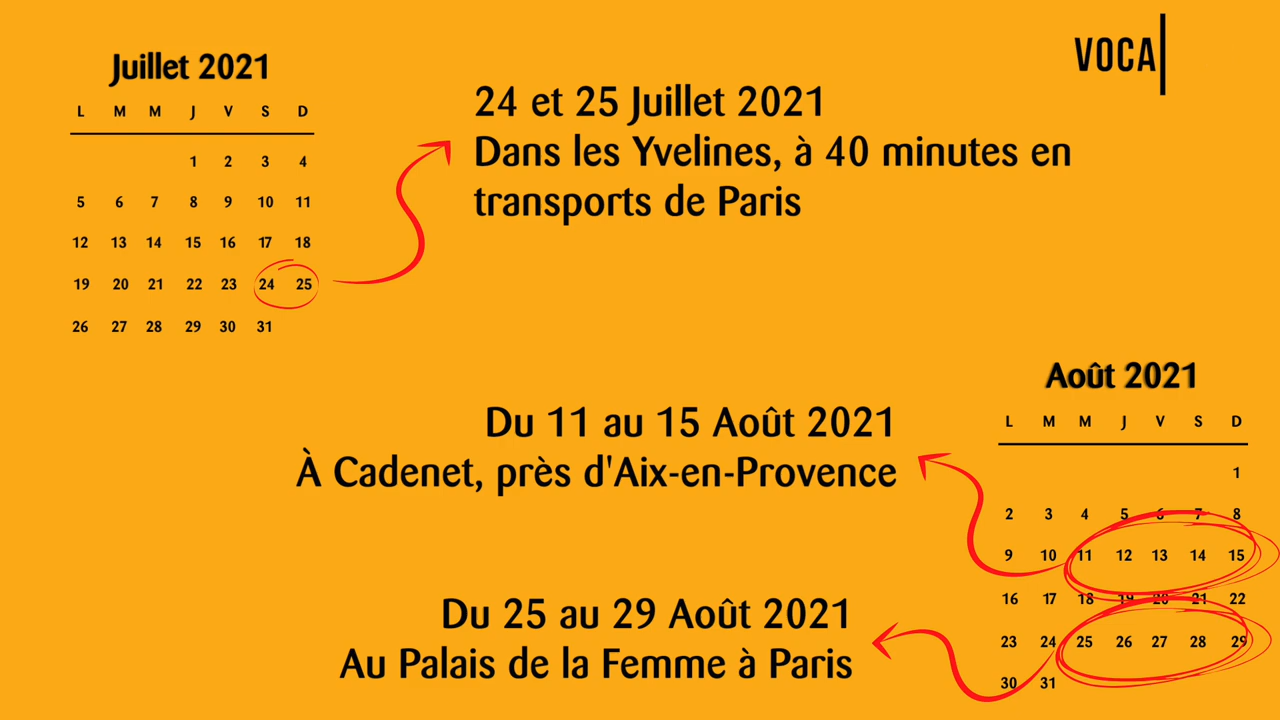 VOCA
Juillet 2021
L M M J V S D
1 2 3 4
5 6 7 8 9 10 11
12 13 14 15 16 17 18
19 20 21 22 23 24 25
26 27 28 29 30 31
24 et 25 Juillet 2021
Dans les Yvelines, à 40 minutes en
transports de Paris
Du 11 au 15 Août 2021
À Cadenet, près d'Aix-en-Provence
Du 25 au 29 Août 2021
Au Palais de la Femme à Paris
Août 2021
L M M J V S D
1
2 3 4 5 6 7 8
9 10 11 12 13 14 15
16 17 18 19 20 21 22
23 24 25 26 27 28 29
30 31